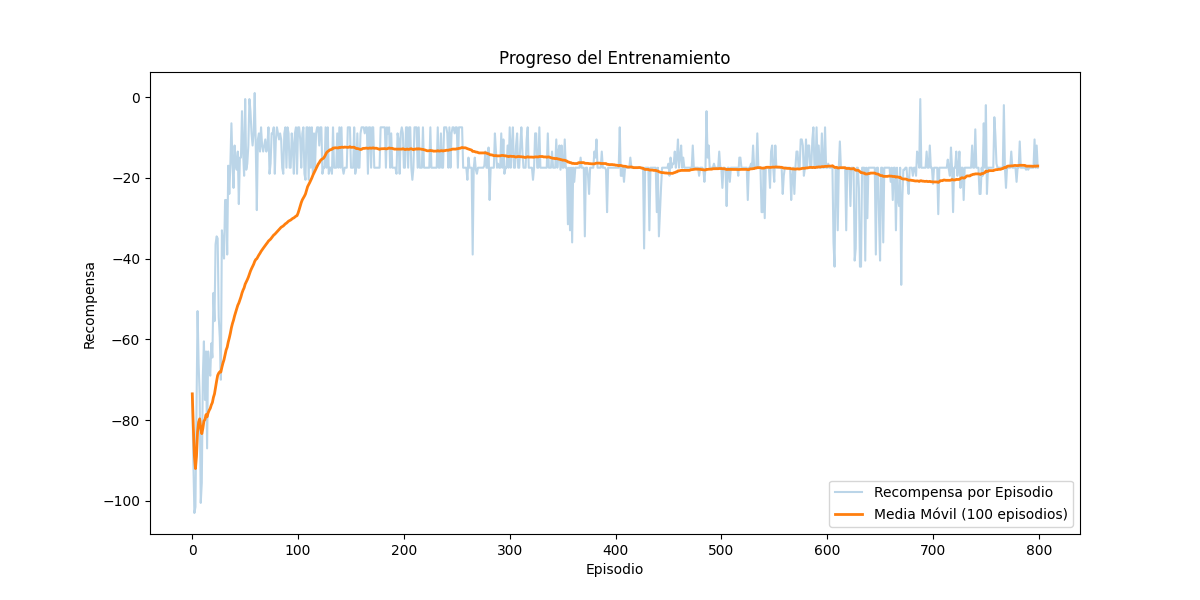 Progreso del Entrenamiento
Recompensa
0
−20
−40
−60
−80
−100
0 100 200 300 400 500 600 700 800
Episodio
Recompensa por Episodio
Media Móvil (100 episodios)